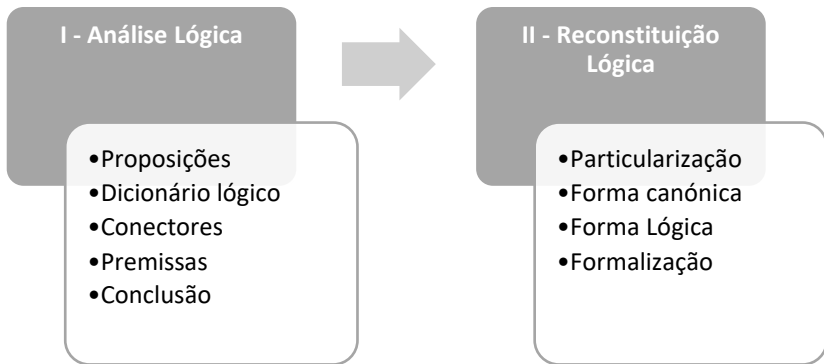 I - Análise Lógica
•Proposições
•Dicionário lógico
•Conectores
•Premissas
•Conclusão
II - Reconstituição
Lógica
•Particularização
•Forma canónica
•Forma Lógica
•Formalização